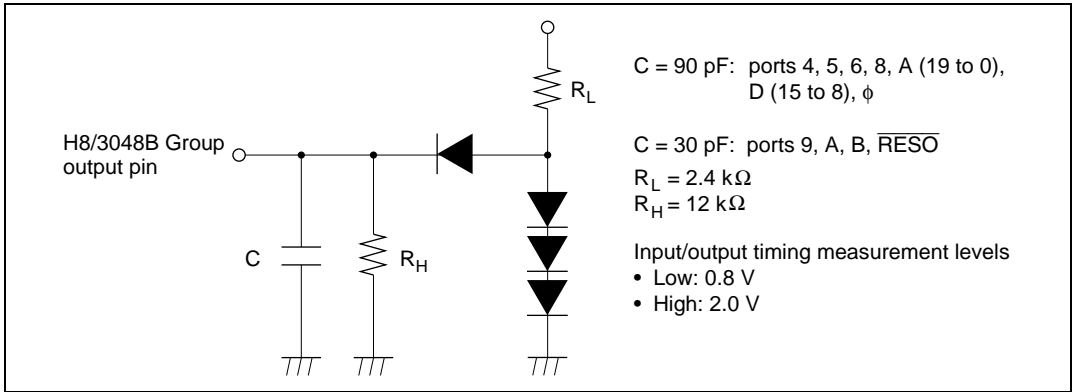 C = 90 pF: ports 4, 5, 6, 8, A (19 to 0),
D (15 to 8), ϕ
R_L
H8/3048B Group
output pin
C = 30 pF: ports 9, A, B, R̅E̅S̅O̅
R_L = 2.4 kΩ
R_H = 12 kΩ
C
R_H
Input/output timing measurement levels
• Low: 0.8 V
• High: 2.0 V